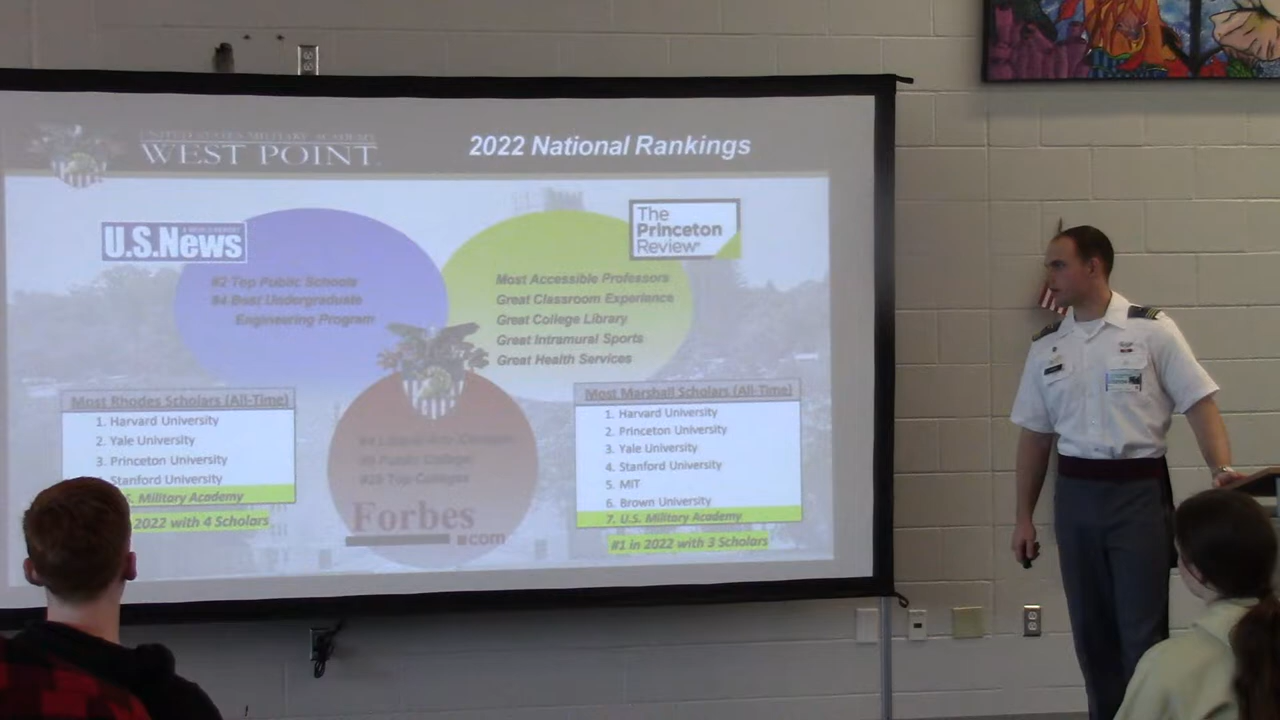 UNITED STATES MILITARY ACADEMY
WEST POINT.
2022 National Rankings
U.S.News
The
Princeton
Review®
#2 Top Public Schools
#4 Best Undergraduate
Engineering Program
Most Accessible Professors
Great Classroom Experience
Great College Library
Great Intramural Sports
Great Health Services
Most Rhodes Scholars (All-Time)
1. Harvard University
2. Yale University
3. Princeton University
Stanford University
Military Academy
2022 with 4 Scholars
Public College
Top Colleges
Forbes
.com
Most Marshall Scholars (All-Time)
1. Harvard University
2. Princeton University
3. Yale University
4. Stanford University
5. MIT
6. Brown University
7. U.S. Military Academy
#1 in 2022 with 3 Scholars